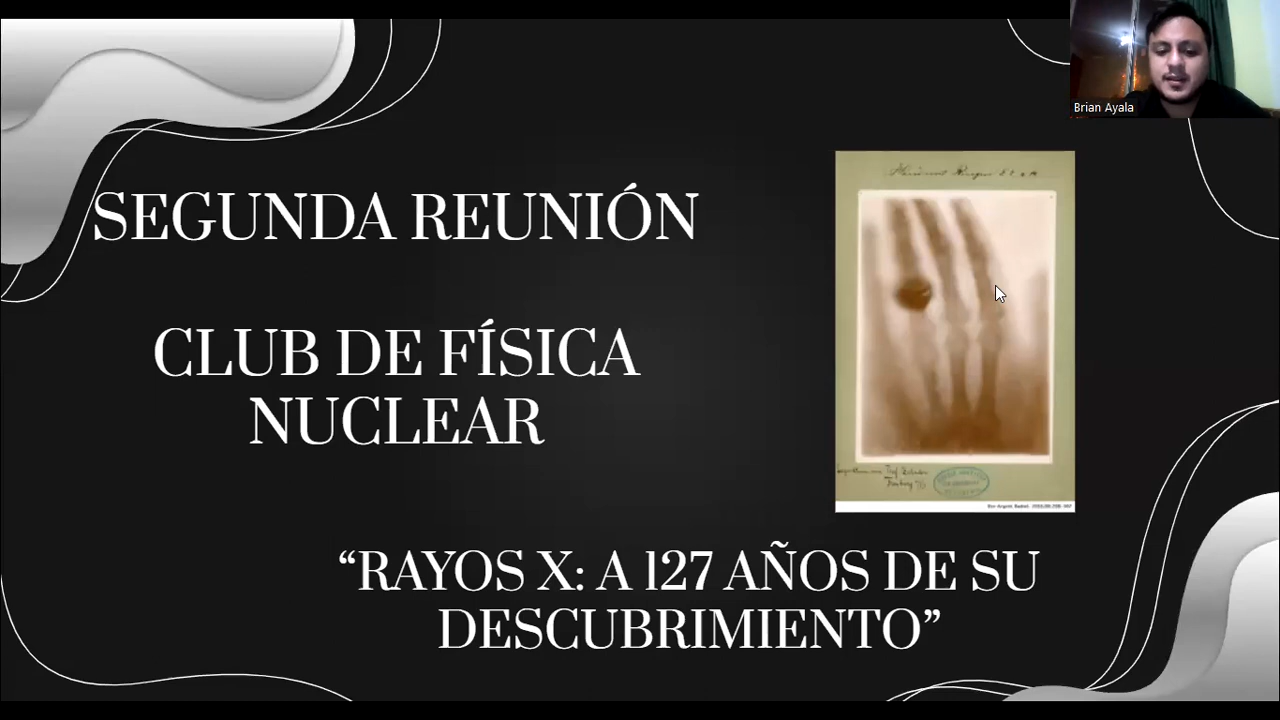 Brian Ayala
SEGUNDA REUNIÓN
CLUB DE FÍSICA
NUCLEAR
“RAYOS X: A 127 AÑOS DE SU
DESCUBRIMIENTO”